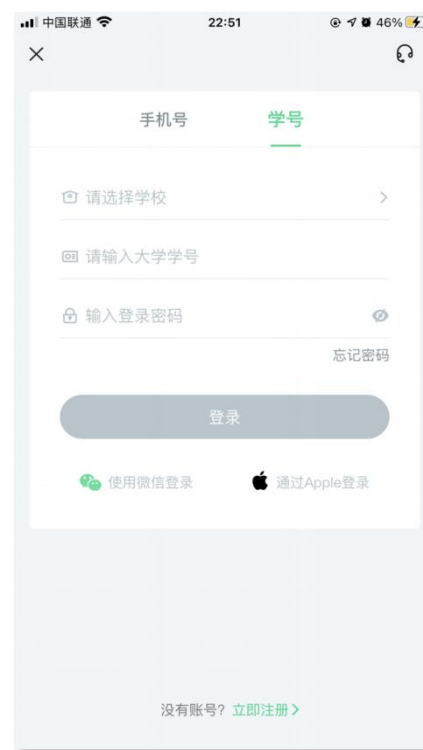 中国联通 22:51 46%
手机号 学号
请选择学校
请输入大学学号
输入登录密码
忘记密码
登录
使用微信登录 通过Apple登录
没有账号? 立即注册